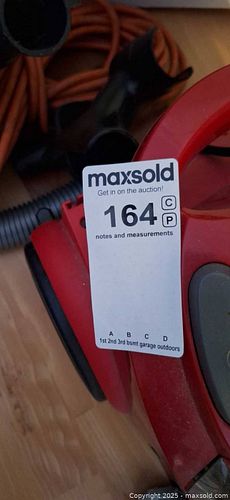 maxsold
Get in on the auction!
164 C
P
notes and measurements
A B C D
1st 2nd 3rd bsmt garage outdoors
Copyright © 2025 - maxsold.com